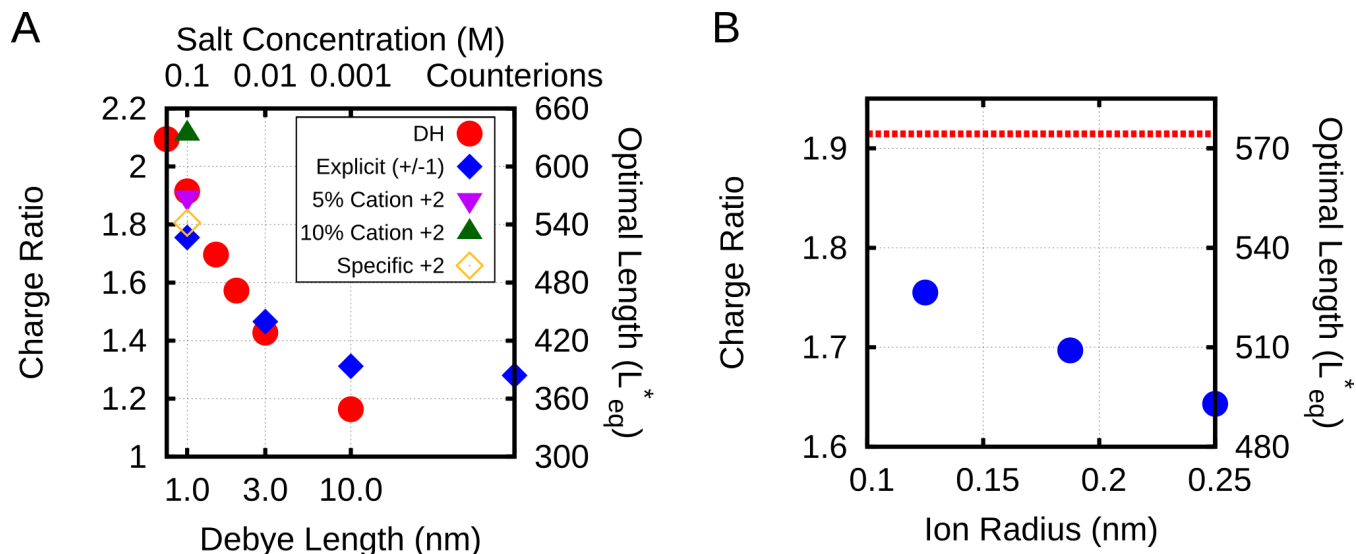 A
Salt Concentration (M)
0.1 0.01 0.001 Counterions
Charge Ratio
2.2
2
1.8
1.6
1.4
1.2
1
DH
Explicit (+/-1)
5% Cation +2
10% Cation +2
Specific +2
660
600
540
480
420
360
300
Optimal Length (L*eq)
1.0 3.0 10.0
Debye Length (nm)
B
Charge Ratio
1.9
1.8
1.7
1.6
570
540
510
480
Optimal Length (L*eq)
0.1 0.15 0.2 0.25
Ion Radius (nm)